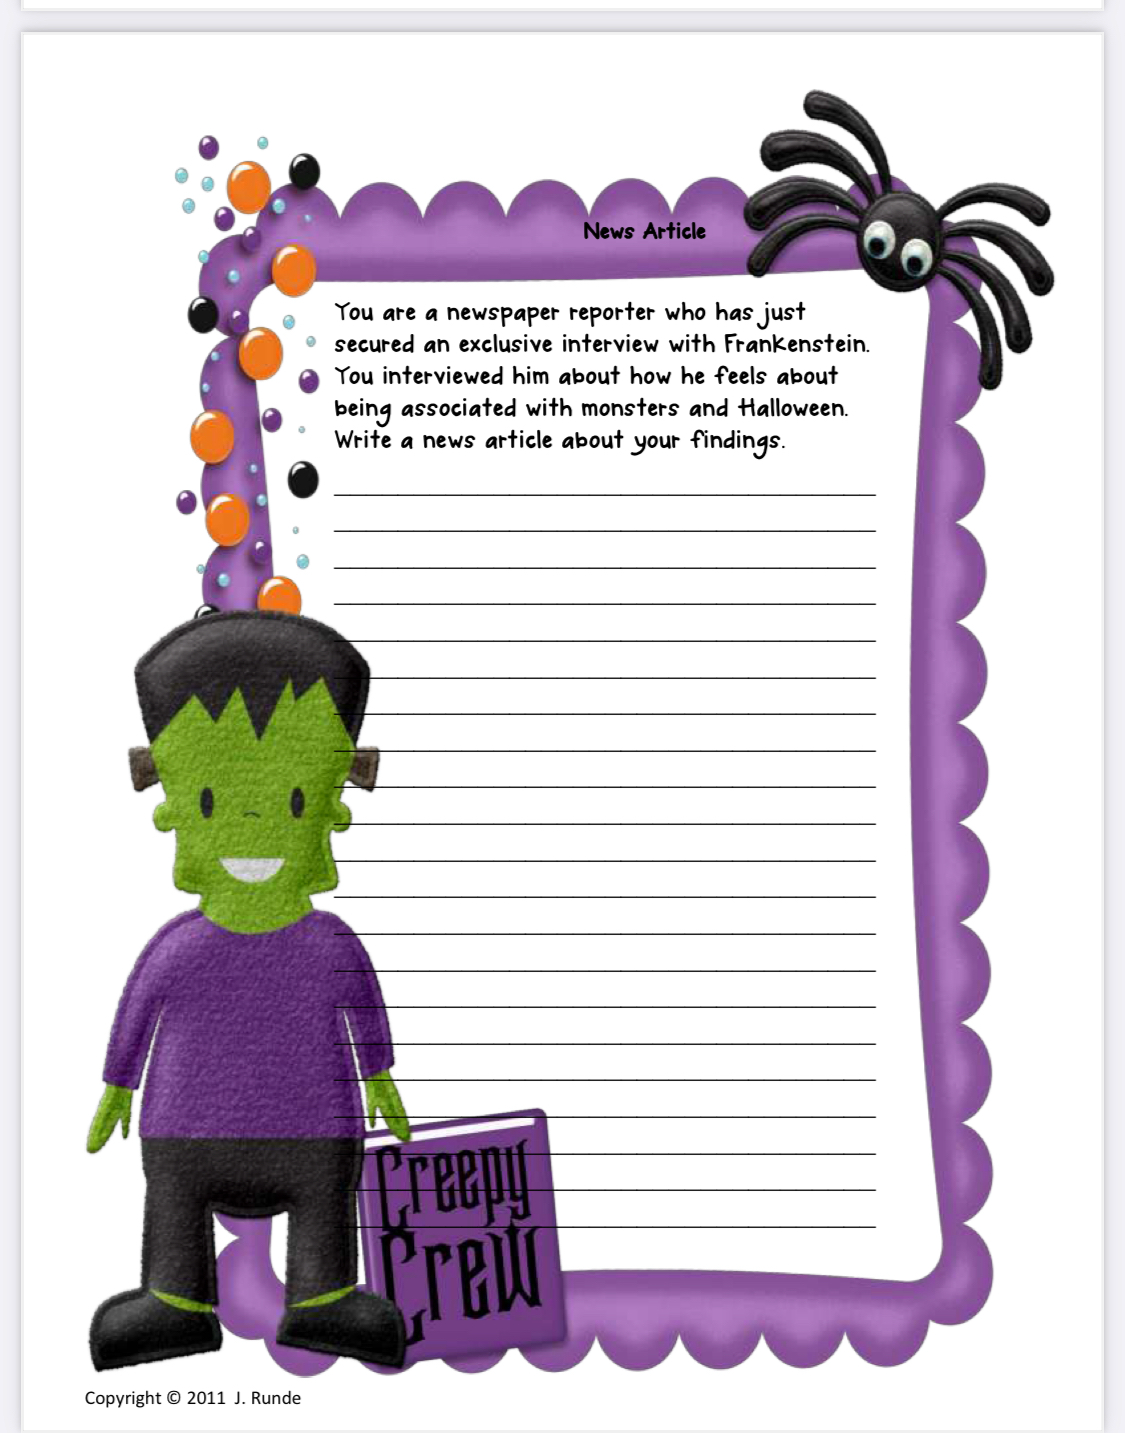 News Article
You are a newspaper reporter who has just
secured an exclusive interview with Frankenstein.
You interviewed him about how he feels about
being associated with monsters and Halloween.
Write a news article about your findings.
Creepy
Crew
Copyright © 2011 J. Runde